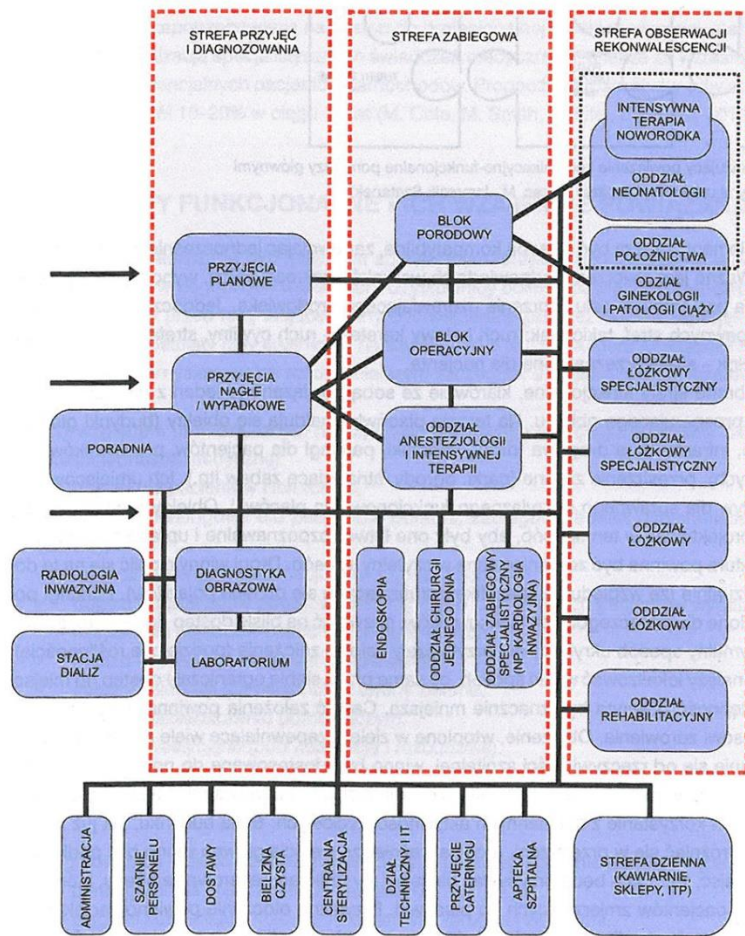 STREFA PRZYJĘĆ
I DIAGNOZOWANIA
STREFA ZABIEGOWA
STREFA OBSERWACJI
REKONWALESCENCJI
INTENSYWNA
TERAPIA
NOWORODKA
ODDZIAŁ
NEONATOLOGII
ODDZIAŁ
POŁOŻNICTWA
ODZIAŁ
GINEKOLOGII
I PATOLOGII CIĄŻY
BLOK
PORODOWY
PRZYJĘCIA
PLANOWE
BLOK
OPERACYJNY
PRZYJĘCIA
NAGŁE
/ WYPADKOWE
ODDZIAŁ
ANESTEZJOLOGII
I INTENSYWNEJ
TERAPII
PORADNIA
ODDZIAŁ
ŁÓŻKOWY
SPECJALISTYCZNY
ODDZIAŁ
ŁÓŻKOWY
SPECJALISTYCZNY
ODDZIAŁ
ŁÓŻKOWY
ODDZIAŁ
ŁÓŻKOWY
ODDZIAŁ
REHABILITACYJNY
RADIOLOGIA
INWAZYJNA
DIAGNOSTYKA
OBRAZOWA
STACJA
DIALIZ
LABORATORIUM
ENDOSKOPIA
ODDZIAŁ CHIRURGII
JEDNEGO DNIA
ODDZIAŁ ZABIEGOWY
SPECJALISTYCZNY
(NP. KARDIOLOGIA
INWAZYJNA)
ADMINISTRACJA
SZATNIE
PERSONELU
DOSTAWY
BIELIZNA
CZYSTA
CENTRALNA
STERYLIZACJA
DZIAŁ
TECHNICZNY I IT
PRZYJĘCIE
CATERINGU
APTEKA
SZPITALNA
STREFA DZIENNA
(KAWIARNIE,
SKLEPY, ITP)